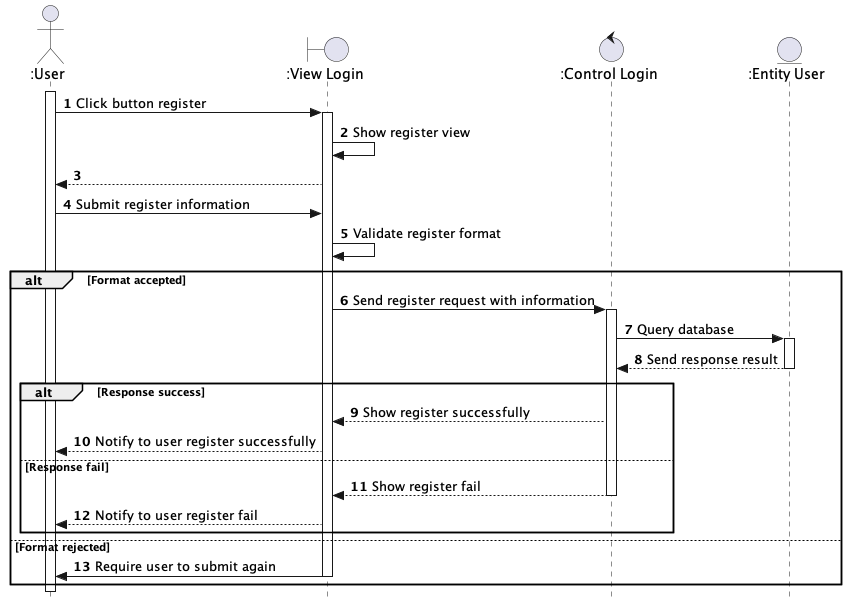 :User
:View Login
:Control Login
:Entity User
1 Click button register
2 Show register view
3
4 Submit register information
5 Validate register format
alt
[Format accepted]
6 Send register request with information
7 Query database
8 Send response result
alt
[Response success]
9 Show register successfully
10 Notify to user register successfully
[Response fail]
11 Show register fail
12 Notify to user register fail
[Format rejected]
13 Require user to submit again